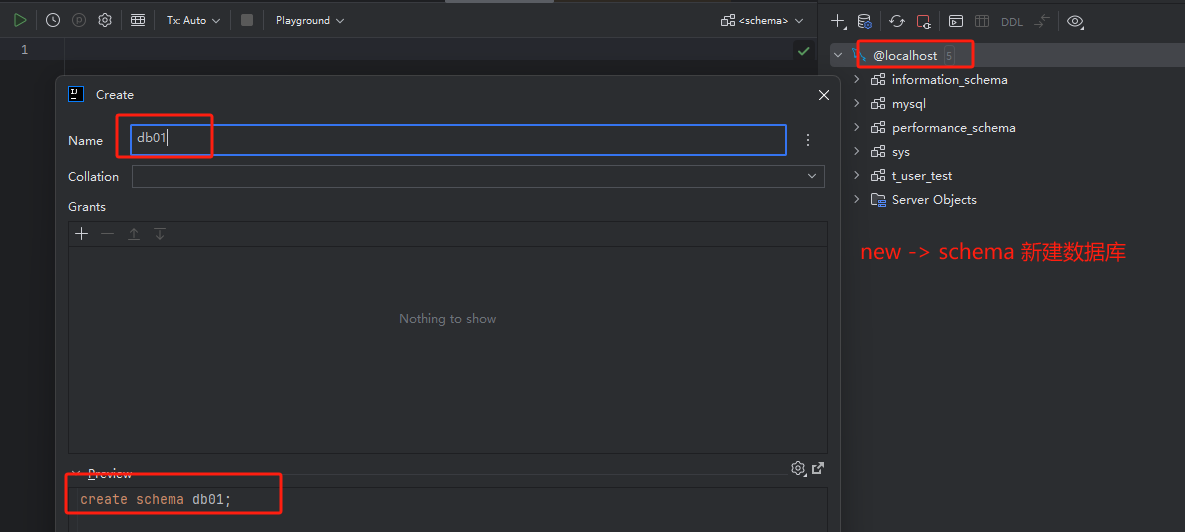 Tx: Auto
Playground
<schema>
DDL
1
@localhost 5
information_schema
mysql
performance_schema
sys
t_user_test
Server Objects
new -> schema 新建数据库
Create
Name
db01
Collation
Grants
Nothing to show
Preview
create schema db01;